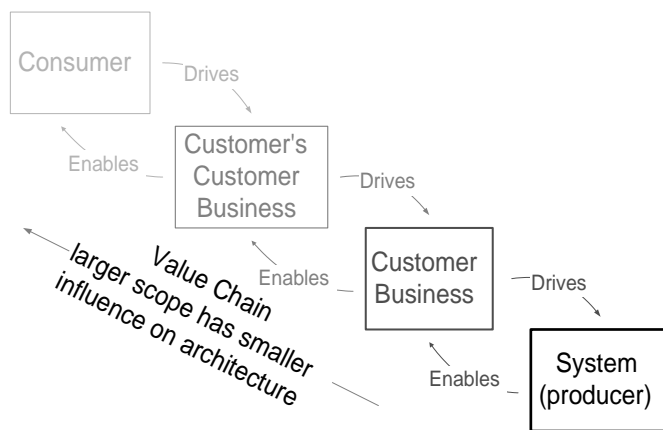 Consumer
Drives
Enables
Customer's
Customer
Business
Drives
Enables
Customer
Business
Drives
Enables
System
(producer)
Value Chain
larger scope has smaller
influence on architecture